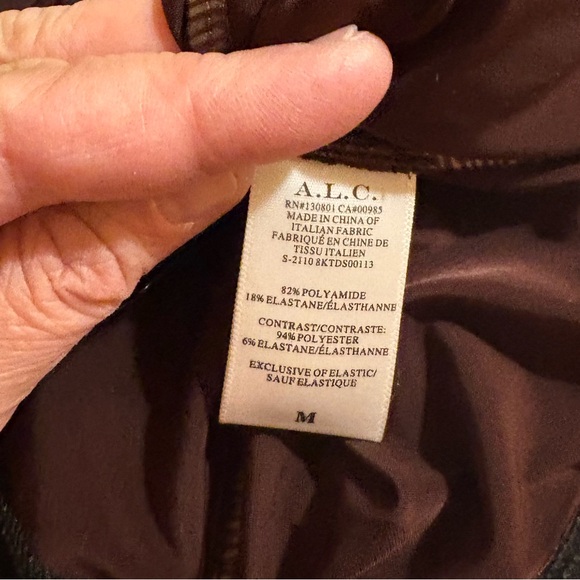 A.L.C.
RN#130801 CA#00985
MADE IN CHINA OF
ITALIAN FABRIC
FABRIQUÉ EN CHINE DE
TISSU ITALIEN
S-2110 8KTDS00113
82% POLYAMIDE
18% ELASTANE/ÉLASTHANNE
CONTRAST/CONTRASTE:
94% POLYESTER
6% ELASTANE/ÉLASTHANNE
EXCLUSIVE OF ELASTIC/
SAUF ELASTIQUE
M